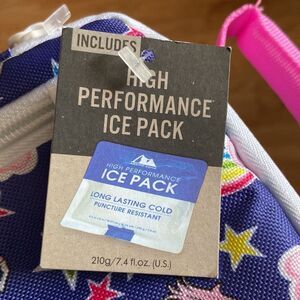 INCLUDES
HIGH
PERFORMANCE
ICE PACK
HIGH PERFORMANCE
ICE PACK
LONG LASTING COLD
PUNCTURE RESISTANT
210g/7.4 fl.oz. (U.S.)